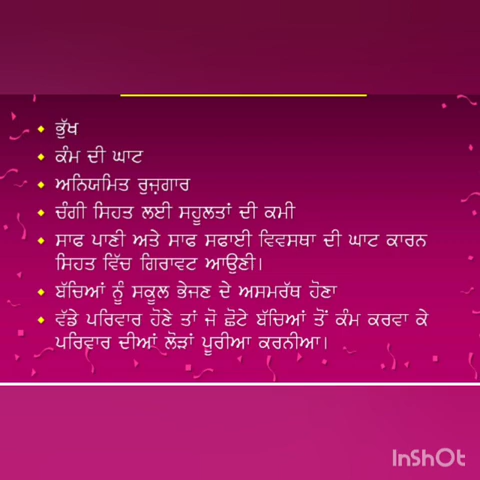 ਭੁੱਖ
ਕੰਮ ਦੀ ਘਾਟ
ਅਨਿਯਮਿਤ ਰੁਜ਼ਗਾਰ
ਚੰਗੀ ਸਿਹਤ ਲਈ ਸਹੂਲਤਾਂ ਦੀ ਕਮੀ
ਸਾਫ ਪਾਣੀ ਅਤੇ ਸਾਫ ਸਫਾਈ ਵਿਵਸਥਾ ਦੀ ਘਾਟ ਕਾਰਨ
ਸਿਹਤ ਵਿੱਚ ਗਿਰਾਵਟ ਆਉਣੀ।
ਬੱਚਿਆਂ ਨੂੰ ਸਕੂਲ ਭੇਜਣ ਦੇ ਅਸਮਰੱਥ ਹੋਣਾ
ਵੱਡੇ ਪਰਿਵਾਰ ਹੋਣੇ ਤਾਂ ਜੋ ਛੋਟੇ ਬੱਚਿਆਂ ਤੋਂ ਕੰਮ ਕਰਵਾ ਕੇ
ਪਰਿਵਾਰ ਦੀਆਂ ਲੋੜਾਂ ਪੂਰੀਆ ਕਰਨੀਆ।
InShOt